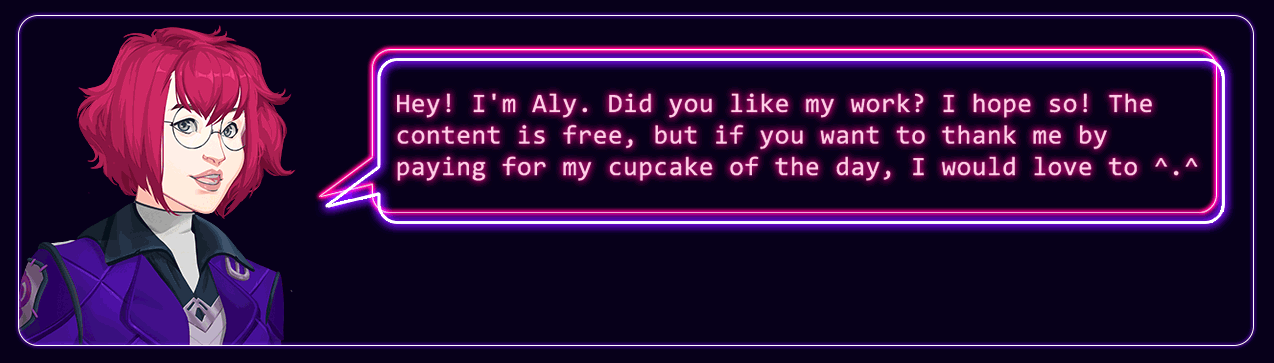 Hey! I'm Aly. Did you like my work? I hope so! The
content is free, but if you want to thank me by
paying for my cupcake of the day, I would love to ^.^